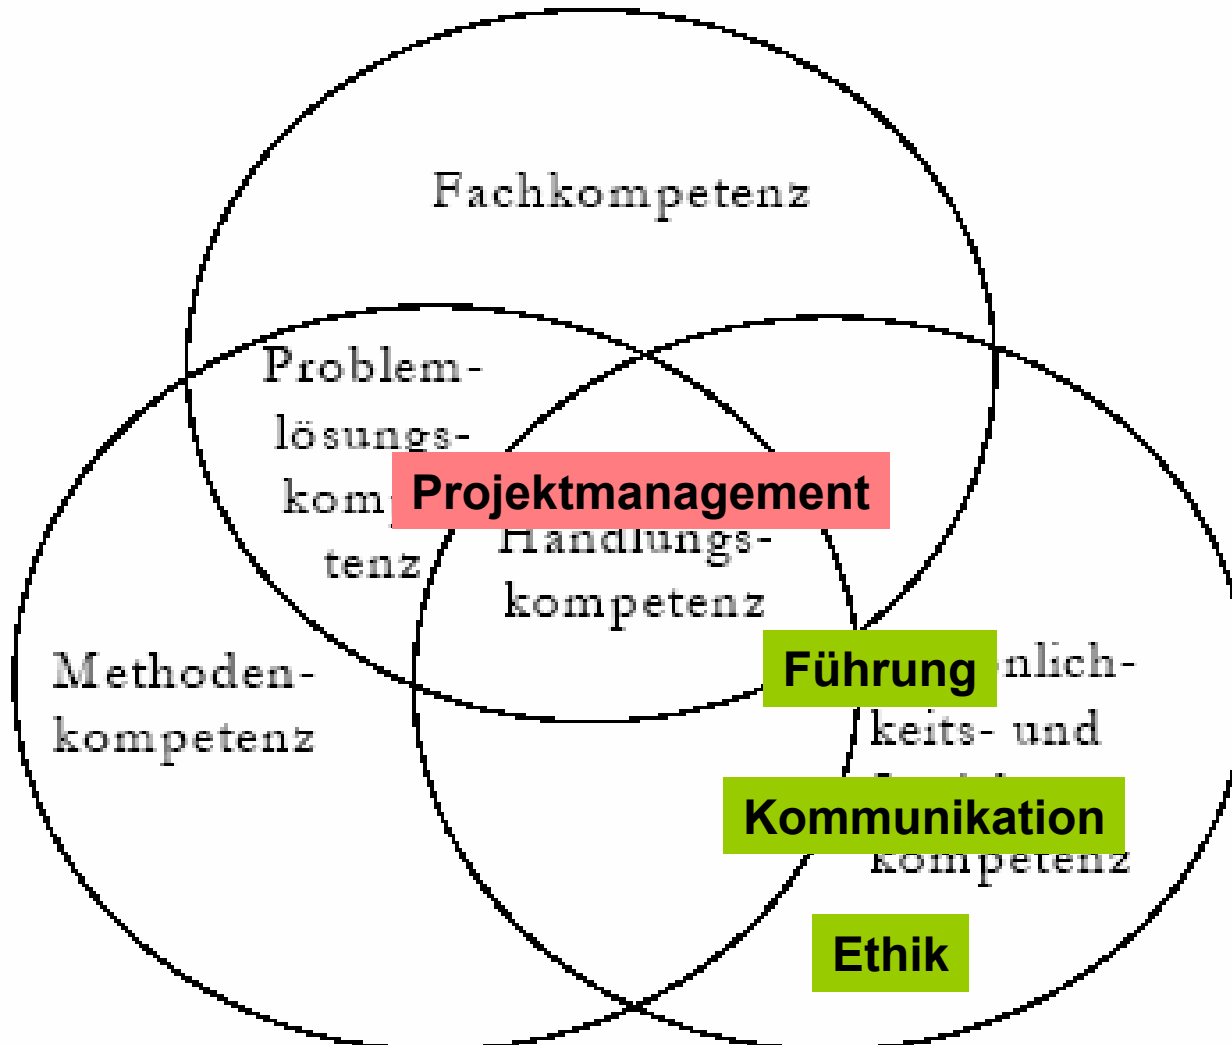 Fachkompetenz
Problem-
lösungs-
kom
tenz
Projektmanagement
Handlungs-
kompetenz
Methoden-
kompetenz
Führung
nlich-
keits- und
Kommunikation
kompetenz
Ethik